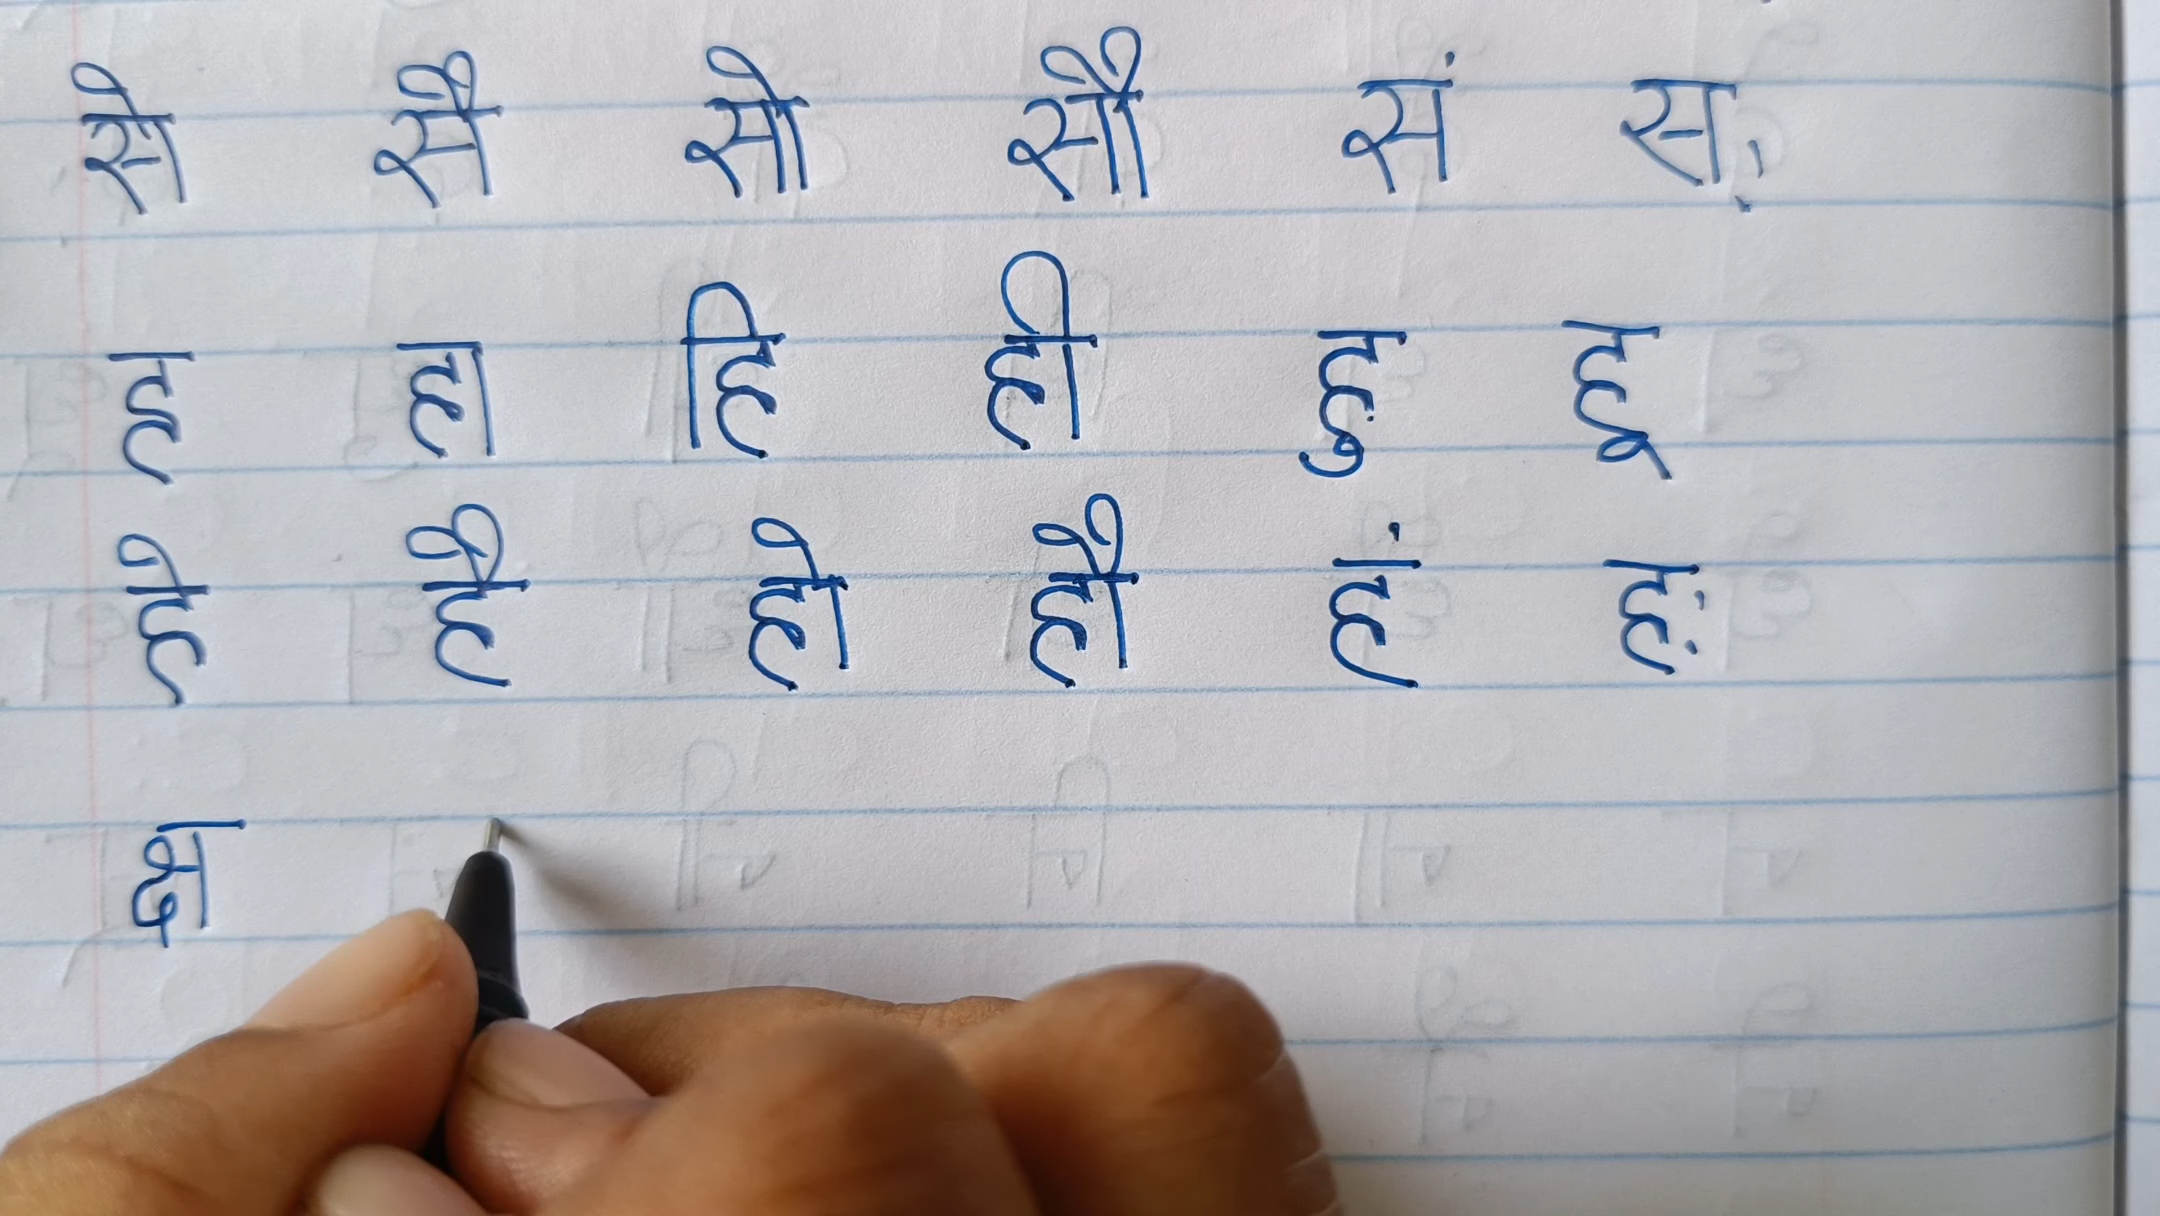 से सै सो सौ सं सः
ह हा हि ही हु हू
हे है हो हौ हं हः
क्ष